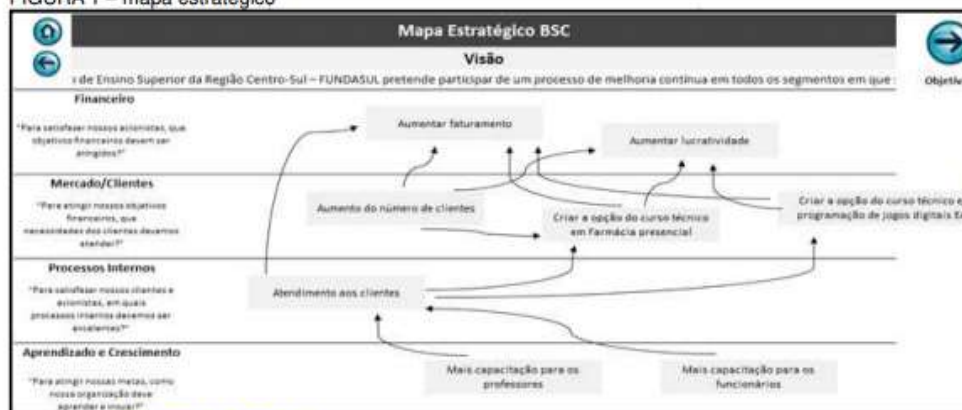 FIGURA 1 – mapa estratégico
Mapa Estratégico BSC
Visão
de Ensino Superior da Região Centro-Sul – FUNDASUL pretende participar de um processo de melhoria contínua em todos os segmentos em que
Objetiv
Financeiro
"Para satisfazer nossos acionistas, que
objetivos financeiros devem ser
atingidos?"
Aumentar faturamento
Aumentar lucratividade
Mercado/Clientes
"Para atingir nossos objetivos
financeiros, que
necessidades dos clientes devemos
atender?"
Aumento do número de clientes
Criar a opção do curso técnico
em Farmácia presencial
Criar a opção do curso técnico e
programação de jogos digitais E
Processos Internos
"Para satisfazer nossos clientes e
acionistas, em quais
processos internos devemos ser
excelentes?"
Atendimento aos clientes
Aprendizado e Crescimento
"Para atingir nossas metas, como
nossa organização deve
aprender e inovar?"
Mais capacitação para os
professores
Mais capacitação para os
funcionários